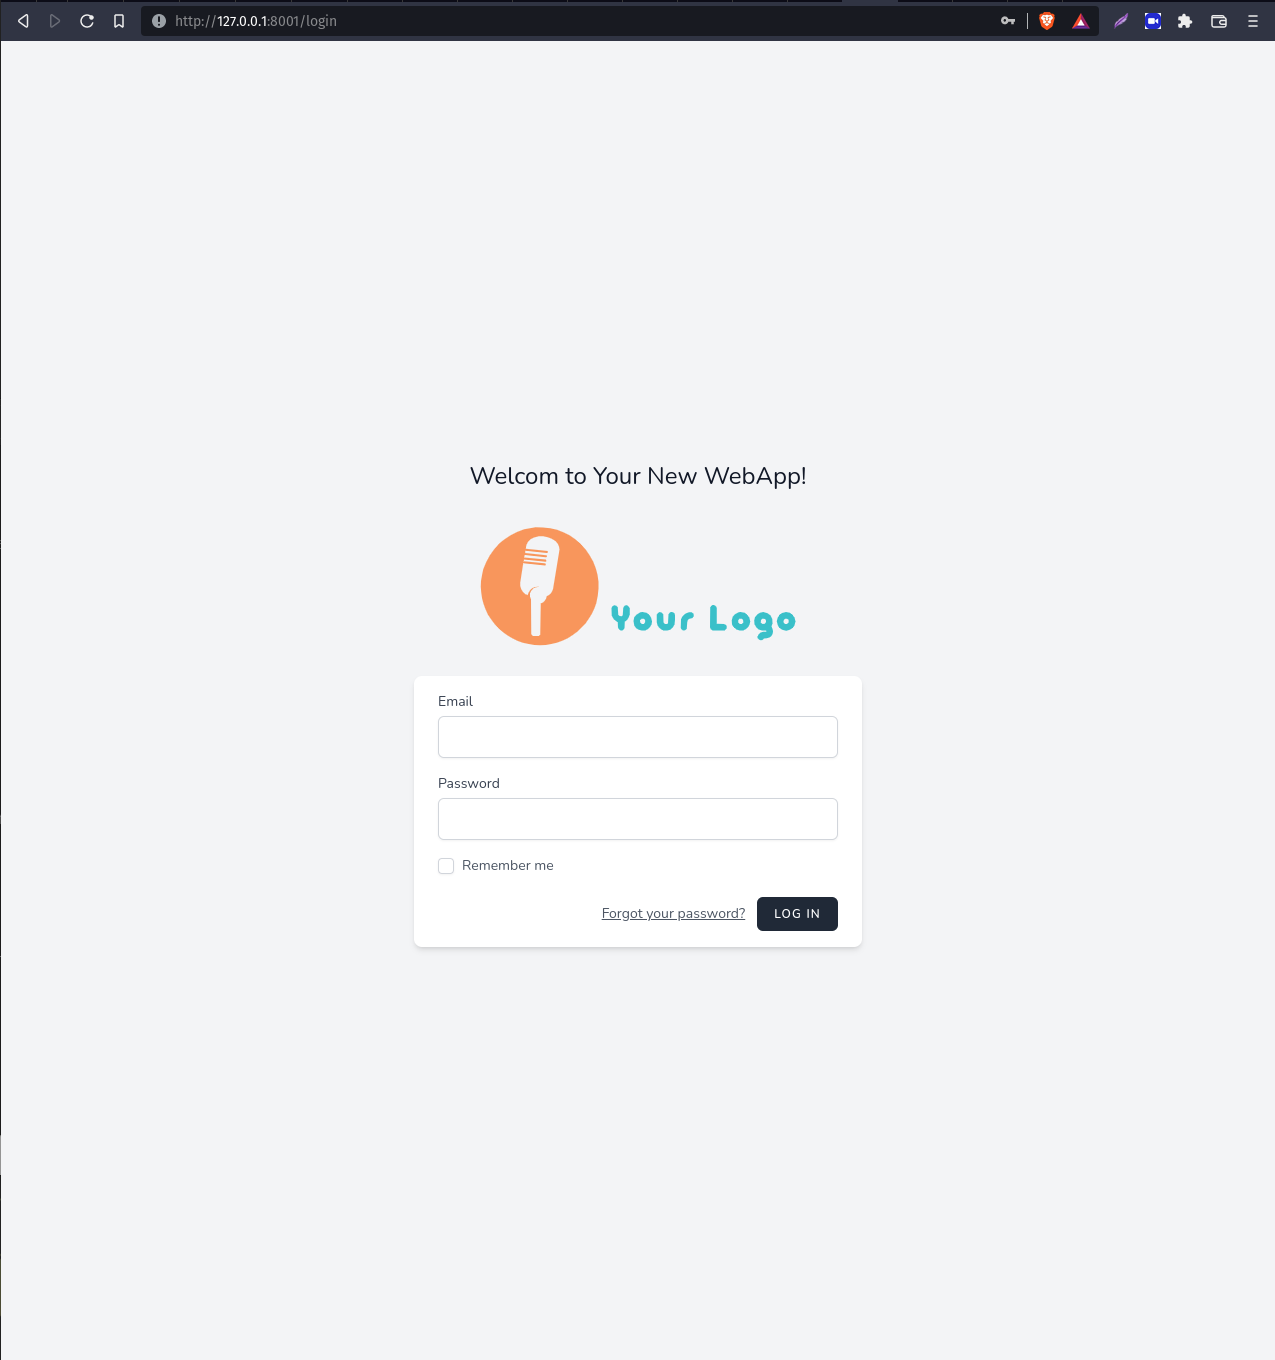 http://127.0.0.1:8001/login
Welcom to Your New WebApp!
Your Logo
Email
Password
Remember me
Forgot your password?
LOG IN